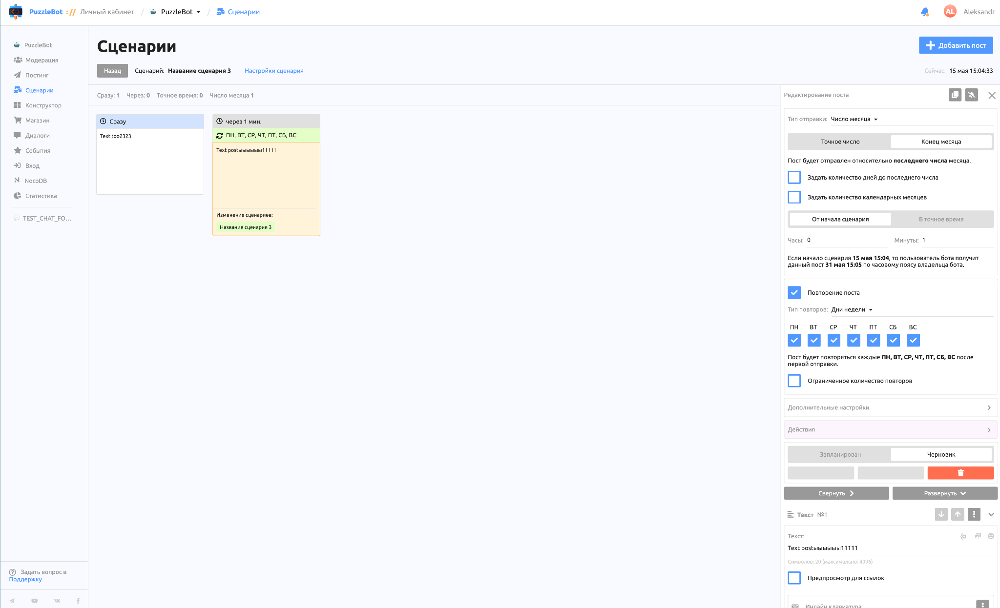 PuzzleBot :// Личный кабинет / PuzzleBot / Сценарии
AL Aleksandr
PuzzleBot
Модерация
Постинг
Сценарии
Конструктор
Магазин
Диалоги
События
Вход
NocoDB
Статистика
TEST_CHAT_FO...
Задать вопрос в
Поддержку
Сценарии
Добавить пост
Назад Сценарий: Название сценария 3 Настройки сценария
Сейчас: 15 мая 15:04:33
Сразу: 1 Через: 0 Точное время: 0 Число месяца 1
Сразу
Text too2323
через 1 мин.
ПН, ВТ, СР, ЧТ, ПТ, СБ, ВС
Text postыыыыыы11111
Изменение сценариев:
Название сценария 3
Редактирование поста
Тип отправки: Число месяца
Точное число Конец месяца
Пост будет отправлен относительно последнего числа месяца.
Задать количество дней до последнего числа
Задать количество календарных месяцев
От начала сценария В точное время
Часы: 0 Минуты: 1
Если начало сценария 15 мая 15:04, то пользователь бота получит
данный пост 31 мая 15:05 по часовому поясу владельца бота.
Повторение поста
Тип повторов: Дни недели
ПН ВТ СР ЧТ ПТ СБ ВС
Пост будет повторяться каждые ПН, ВТ, СР, ЧТ, ПТ, СБ, ВС после
первой отправки.
Ограниченное количество повторов
Дополнительные настройки
Действия
Запланирован Черновик
Свернуть Развернуть
Текст №1
Текст:
Text postыыыыыы11111
Символов: 20 (максимально: 4096)
Предпросмотр для ссылок
Инлайн клавиатура